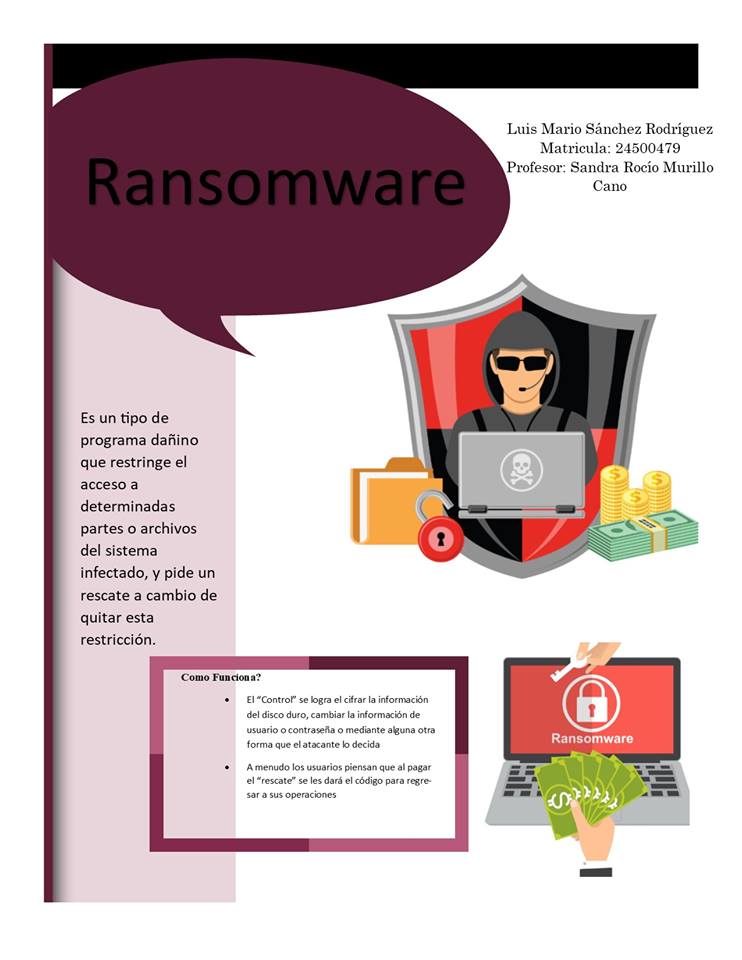 Ransomware
Luis Mario Sánchez Rodríguez
Matricula: 24500479
Profesor: Sandra Rocío Murillo
Cano
Es un tipo de
programa dañino
que restringe el
acceso a
determinadas
partes o archivos
del sistema
infectado, y pide un
rescate a cambio de
quitar esta
restricción.
Como Funciona?
• El “Control” se logra el cifrar la información
del disco duro, cambiar la información de
usuario o contraseña o mediante alguna otra
forma que el atacante lo decida
• A menudo los usuarios piensan que al pagar
el “rescate” se les dará el código para regre-
sar a sus operaciones
Ransomware